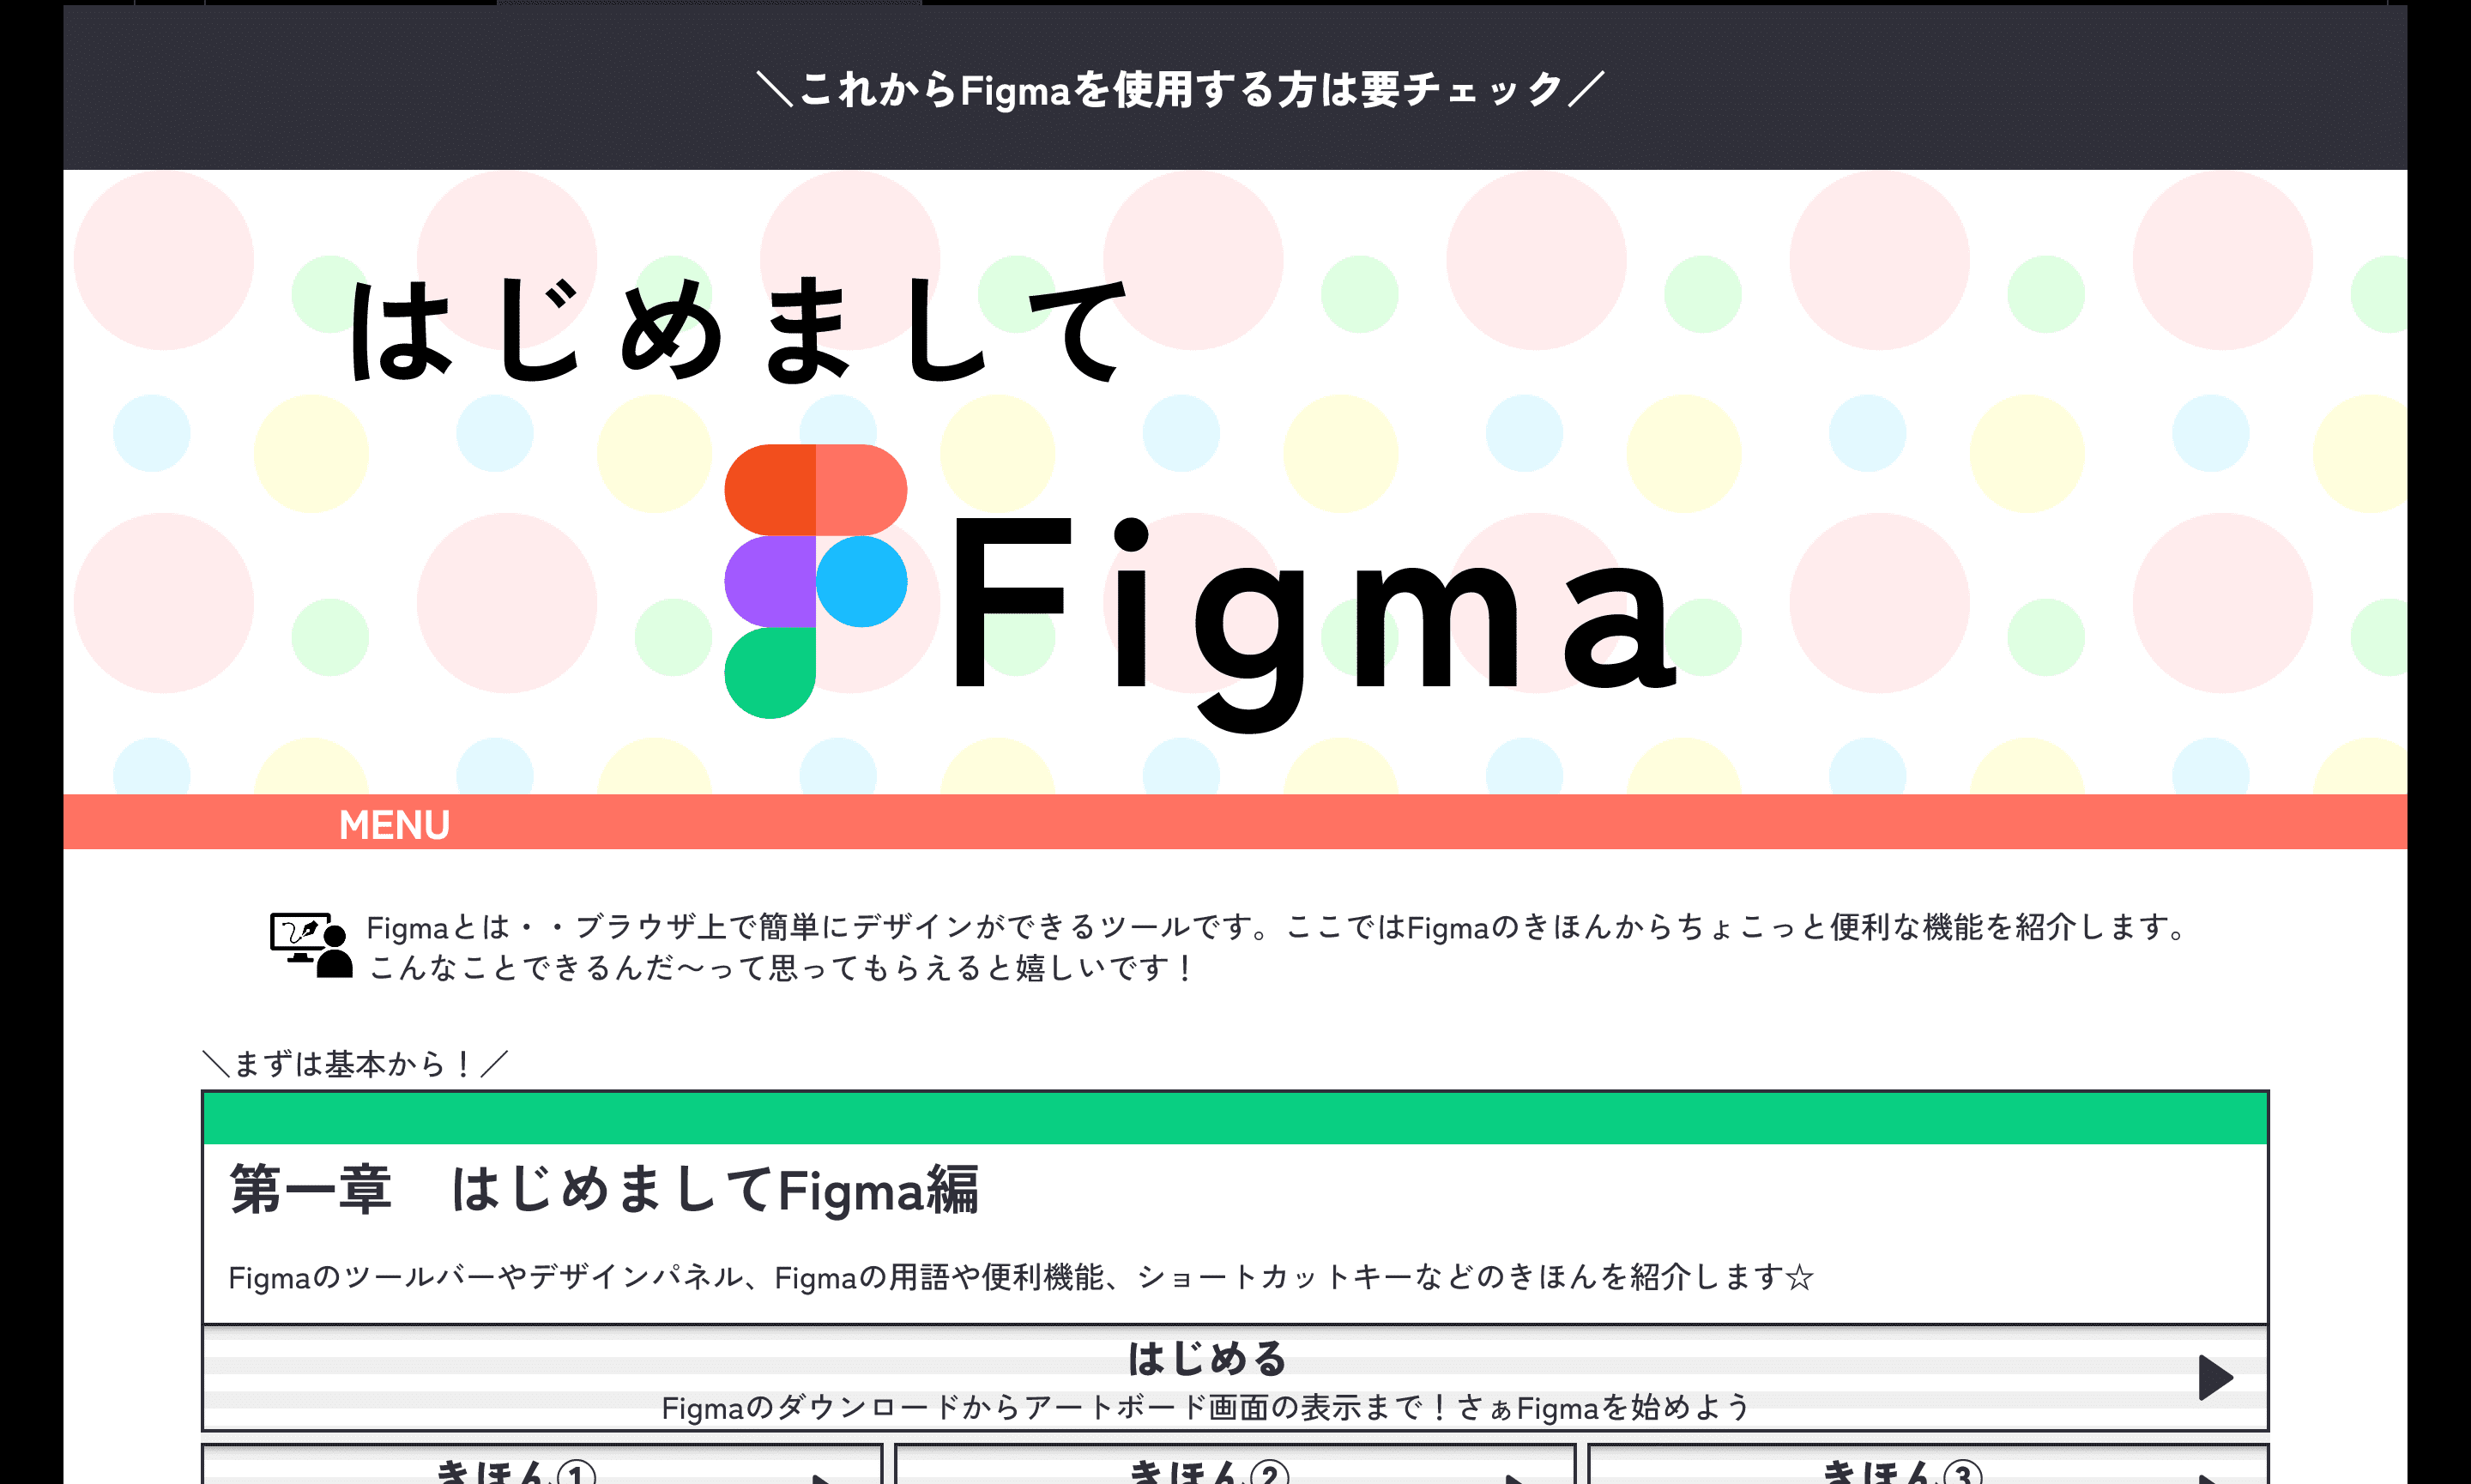 ＼これからFigmaを使用する方は要チェック／
はじめまして
Figma
MENU
Figmaとは・・ブラウザ上で簡単にデザインができるツールです。ここではFigmaのきほんからちょこっと便利な機能を紹介します。
こんなことできるんだ〜って思ってもらえると嬉しいです！
＼まずは基本から！／
第一章　はじめましてFigma編
Figmaのツールバーやデザインパネル、Figmaの用語や便利機能、ショートカットキーなどのきほんを紹介します☆
はじめる
Figmaのダウンロードからアートボード画面の表示まで！さぁFigmaを始めよう
きほん①
きほん②
きほん③